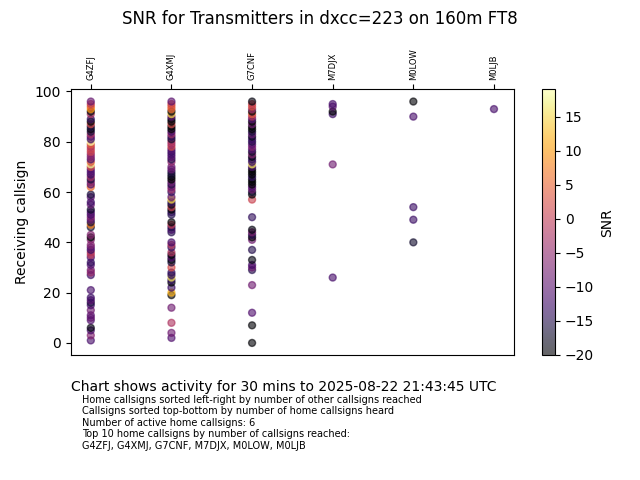 SNR for Transmitters in dxcc=223 on 160m FT8
G4ZFJ
G4XMJ
G7CNF
M7DJX
M0LOW
M0LJB
100
80
60
40
20
0
Receiving callsign
15
10
5
0
−5
−10
−15
−20
SNR
Chart shows activity for 30 mins to 2025-08-22 21:43:45 UTC
Home callsigns sorted left-right by number of other callsigns reached
Callsigns sorted top-bottom by number of home callsigns heard
Number of active home callsigns: 6
Top 10 home callsigns by number of callsigns reached:
G4ZFJ, G4XMJ, G7CNF, M7DJX, M0LOW, M0LJB